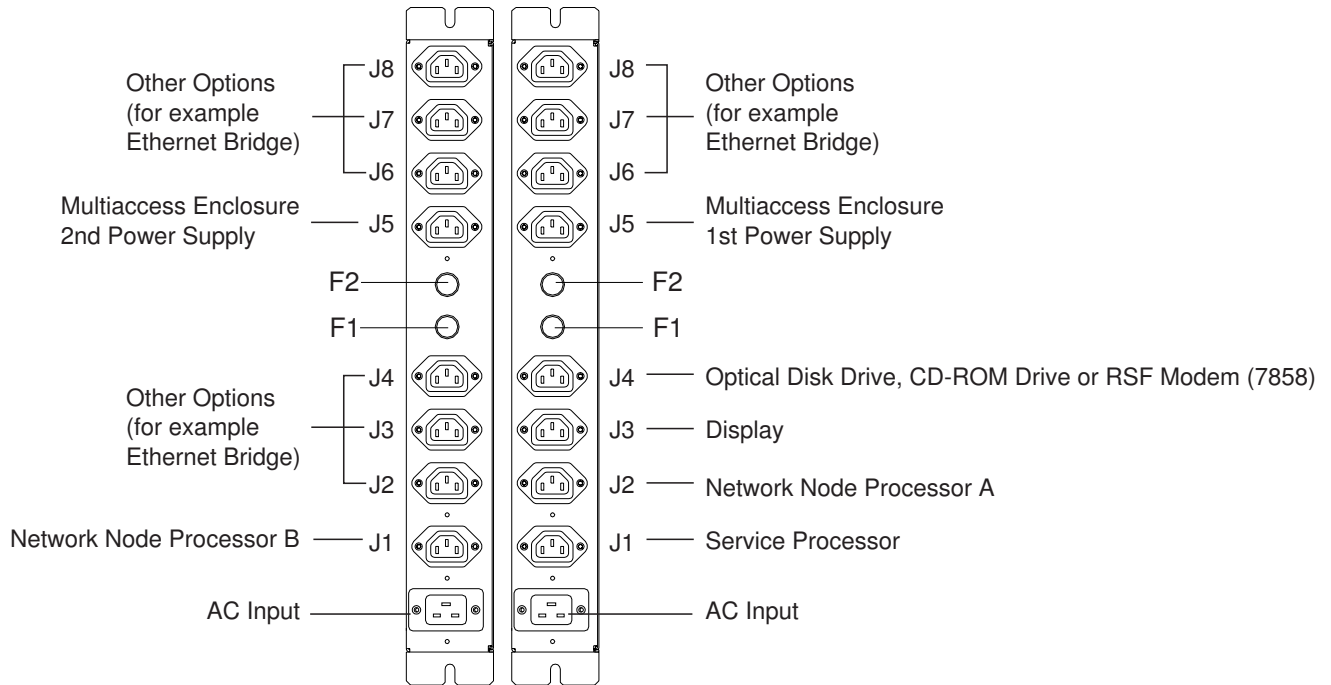 J8
J8
Other Options
(for example
Ethernet Bridge)
Other Options
(for example
Ethernet Bridge)
J7
J7
J6
J6
Multiaccess Enclosure
2nd Power Supply
J5
J5
Multiaccess Enclosure
1st Power Supply
F2
F2
F1
F1
Other Options
(for example
Ethernet Bridge)
J4
J4
Optical Disk Drive, CD-ROM Drive or RSF Modem (7858)
J3
J3
Display
J2
J2
Network Node Processor A
Network Node Processor B
J1
J1
Service Processor
AC Input
AC Input